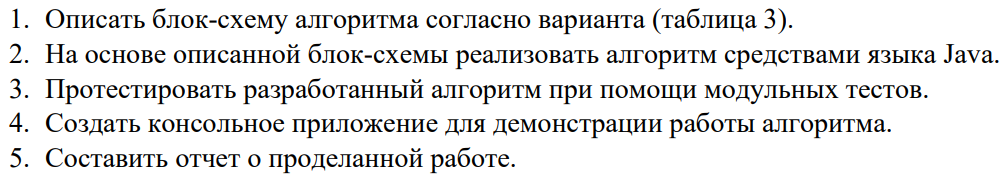 1. Описать блок-схему алгоритма согласно варианта (таблица 3).
2. На основе описанной блок-схемы реализовать алгоритм средствами языка Java.
3. Протестировать разработанный алгоритм при помощи модульных тестов.
4. Создать консольное приложение для демонстрации работы алгоритма.
5. Составить отчет о проделанной работе.